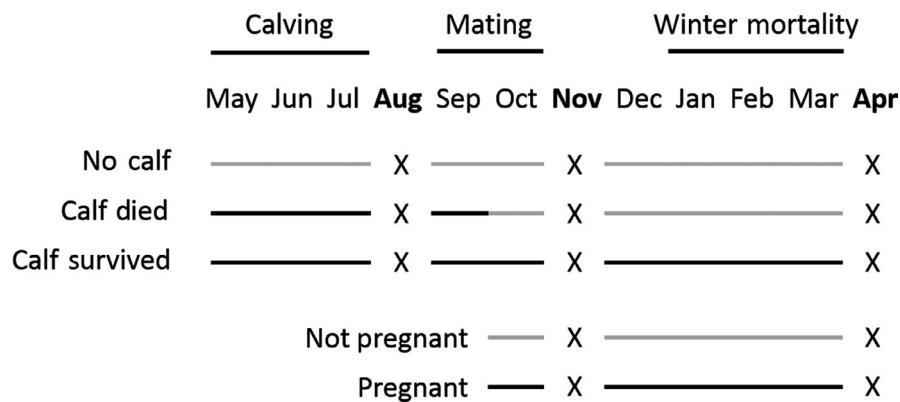 Calving Mating Winter mortality
May Jun Jul Aug Sep Oct Nov Dec Jan Feb Mar Apr
No calf X X X
Calf died X X X
Calf survived X X X
Not pregnant X X
Pregnant X X